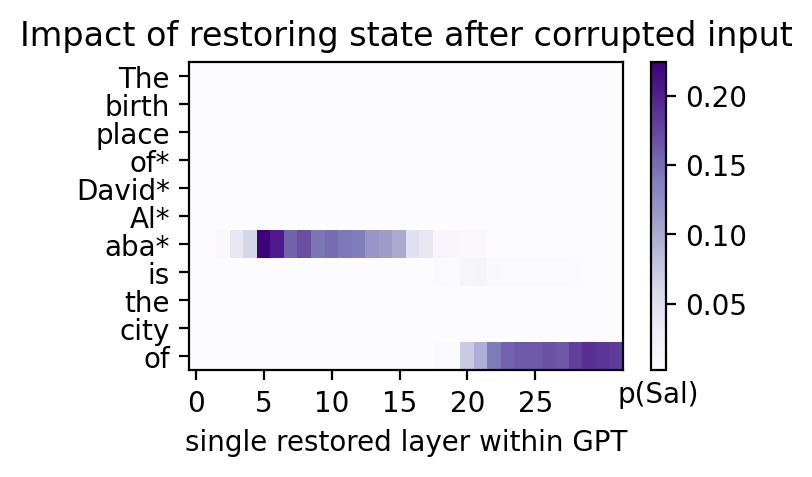 Impact of restoring state after corrupted input
The
birth
place
of*
David*
Al*
aba*
is
the
city
of
0 5 10 15 20 25
single restored layer within GPT
0.20
0.15
0.10
0.05
p(Sal)